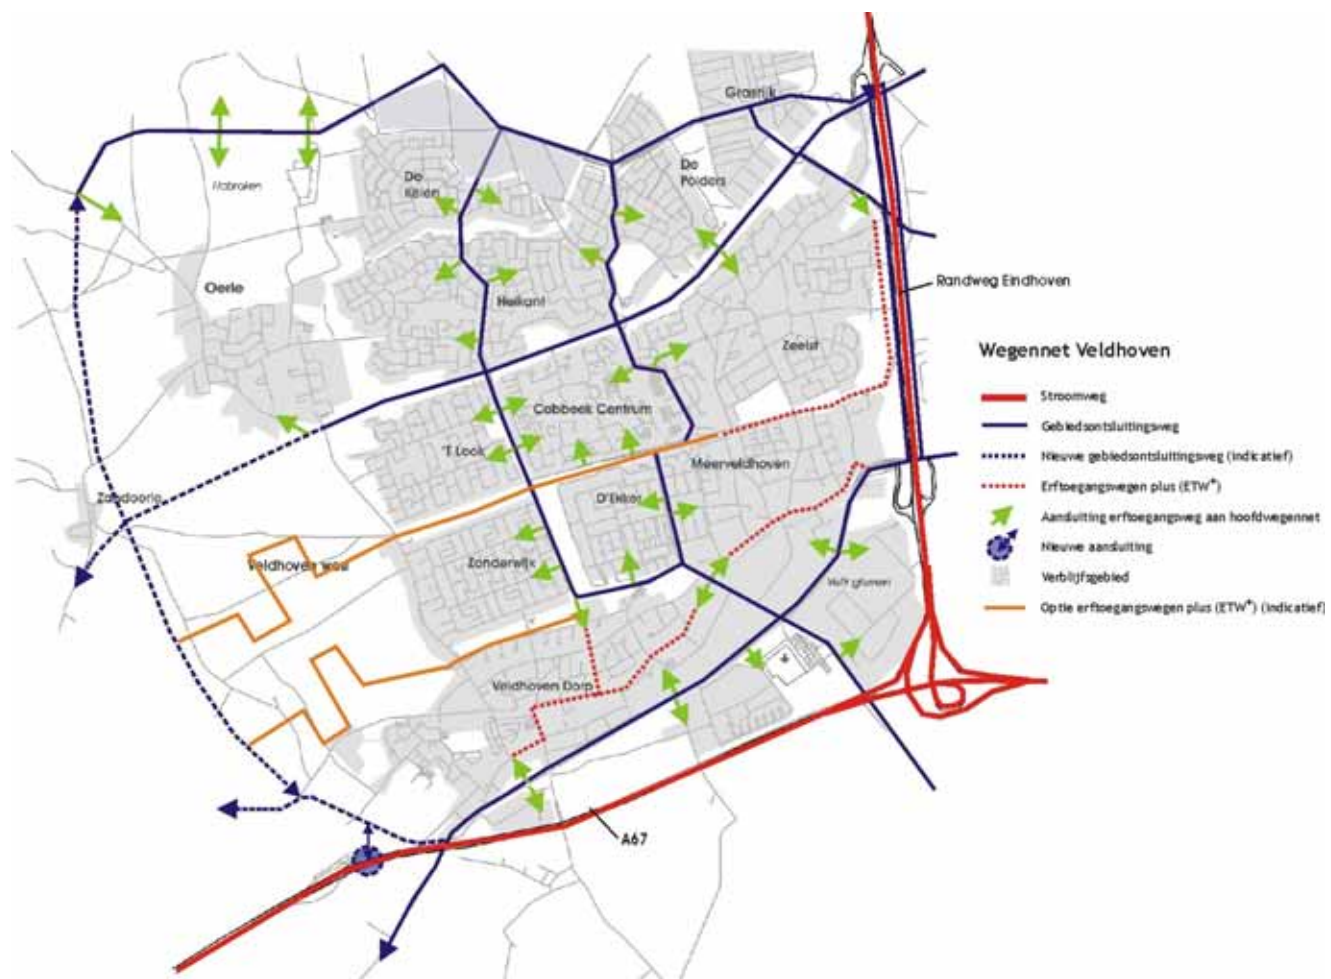 Grasrijk
De
Polders
De
Kelen
Habraken
Oerle
Heikant
Randweg Eindhoven
Zeelst
Wegennet Veldhoven
Stroomweg
Cobbeek Centrum
Gebiedsontsluitingsweg
'T Look
Meerveldhoven
Nieuwe gebiedsontsluitingsweg (indicatief)
Zandoerle
D'Ekker
Erftoegangswegen plus (ETW+)
Aansluiting erftoegangsweg aan hoofdwegennet
Nieuwe aansluiting
Veldhoven west
Zonderwijk
Verblijfsgebied
Optie erftoegangswegen plus (ETW+) (indicatief)
Veldhoven Dorp
A67